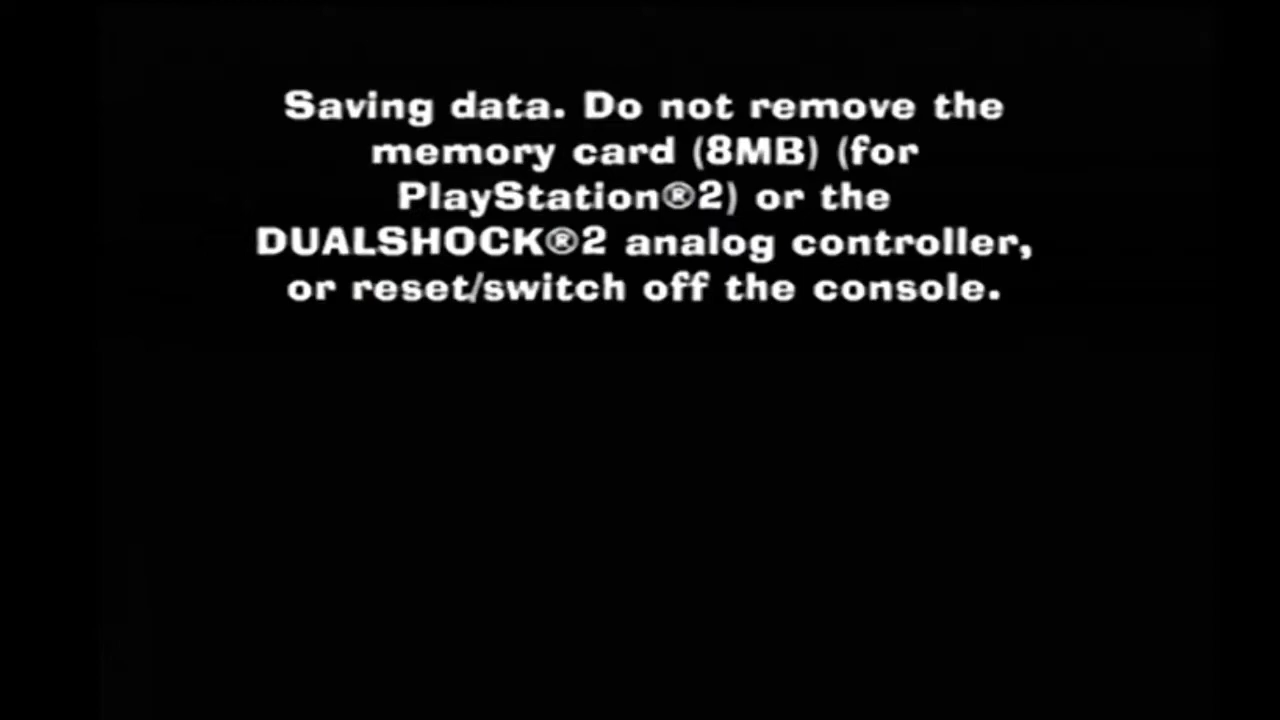 Saving data. Do not remove the
memory card (8MB) (for
PlayStation®2) or the
DUALSHOCK®2 analog controller,
or reset/switch off the console.